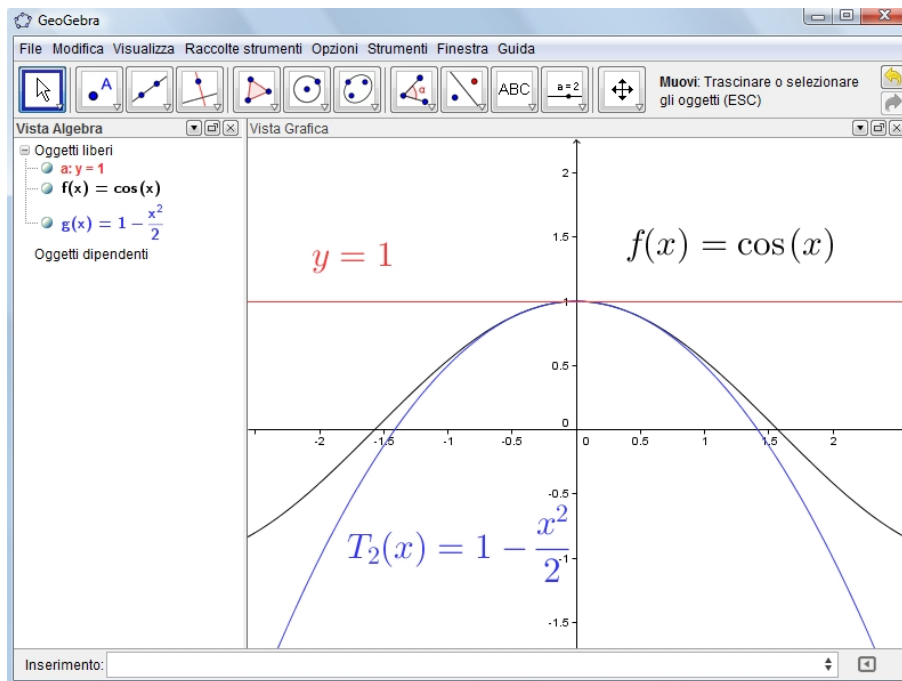 GeoGebra
File Modifica Visualizza Raccolte strumenti Opzioni Strumenti Finestra Guida
A
α
ABC
a=2
Muovi: Trascinare o selezionare
gli oggetti (ESC)
Vista Algebra
Oggetti liberi
a: y = 1
f(x) = cos(x)
g(x) = 1 − x²/2
Oggetti dipendenti
Vista Grafica
y = 1
f(x) = cos(x)
T₂(x) = 1 − x²/2
2
1.5
1
0.5
0
-0.5
-1
-1.5
-2 -1.5 -1 -0.5 0 0.5 1 1.5 2
Inserimento: